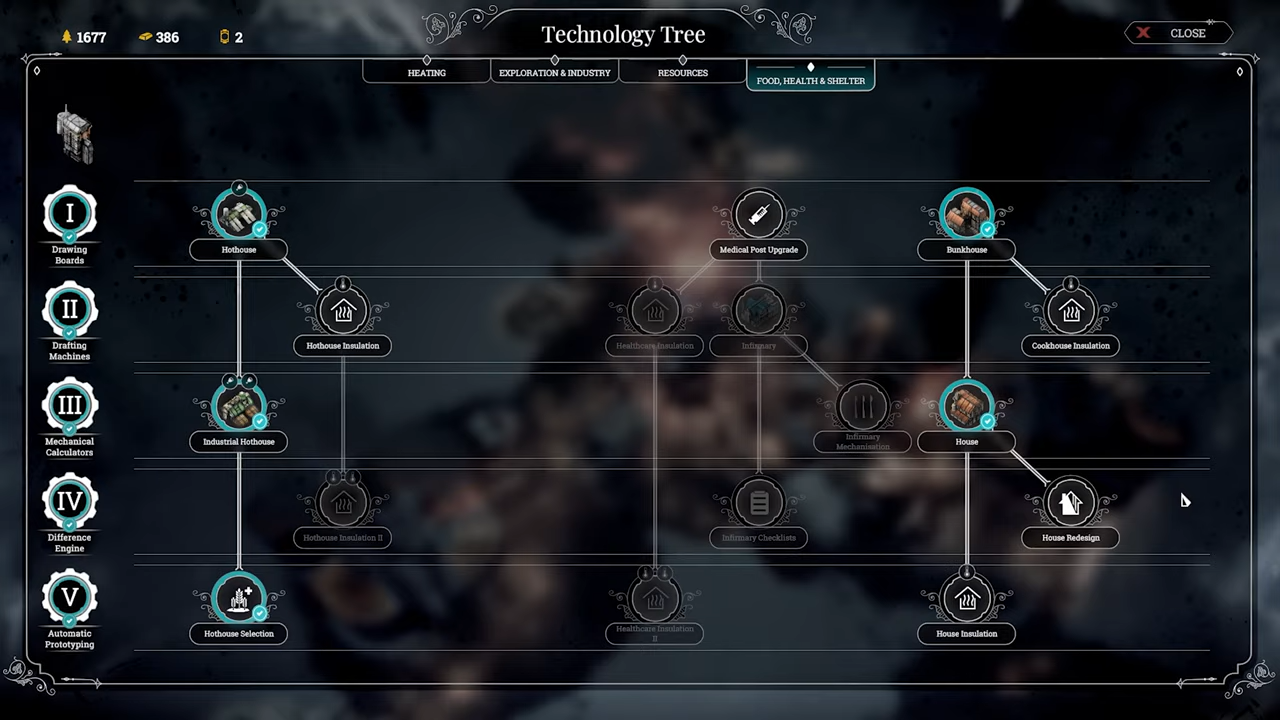 1677 386 2
Technology Tree
CLOSE
HEATING
EXPLORATION & INDUSTRY
RESOURCES
FOOD, HEALTH & SHELTER
I
Drawing
Boards
Hothouse
Medical Post Upgrade
Bunkhouse
II
Drafting
Machines
Hothouse Insulation
Healthcare Insulation
Infirmary
Cookhouse Insulation
III
Mechanical
Calculators
Industrial Hothouse
Infirmary
Mechanisation
House
IV
Difference
Engine
Hothouse Insulation II
Infirmary Checklists
House Redesign
V
Automatic
Prototyping
Hothouse Selection
Healthcare Insulation
II
House Insulation